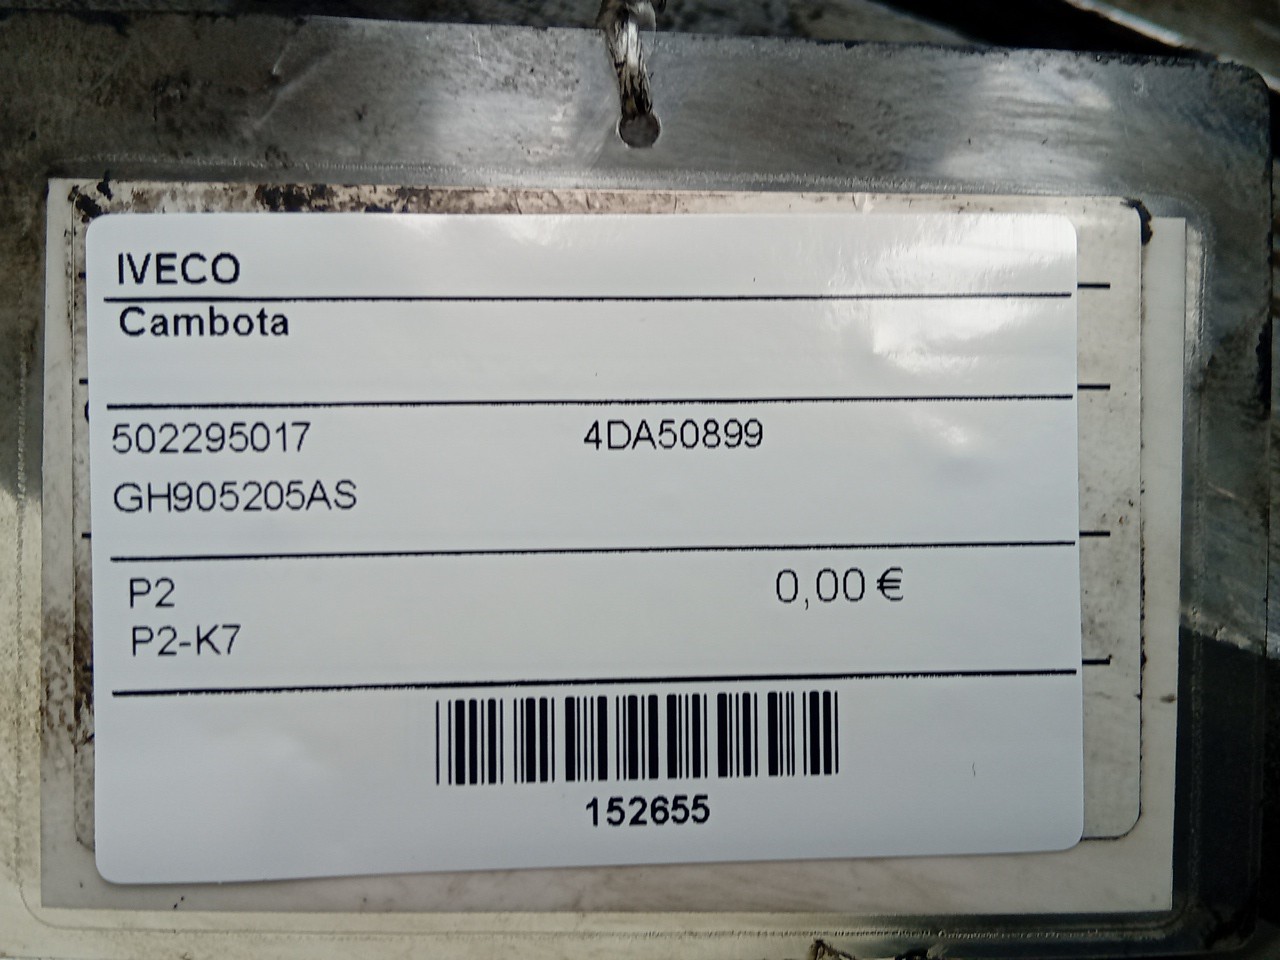 IVECO
Cambota
502295017 4DA50899
GH905205AS
P2 0,00 €
P2-K7
152655